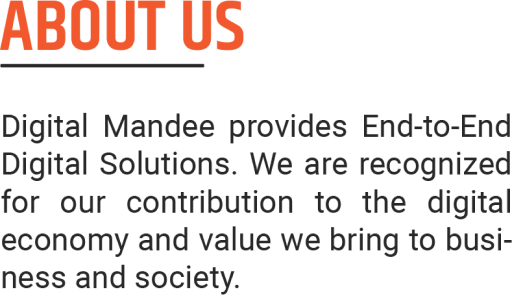 ABOUT US
Digital Mandee provides End-to-End
Digital Solutions. We are recognized
for our contribution to the digital
economy and value we bring to busi-
ness and society.